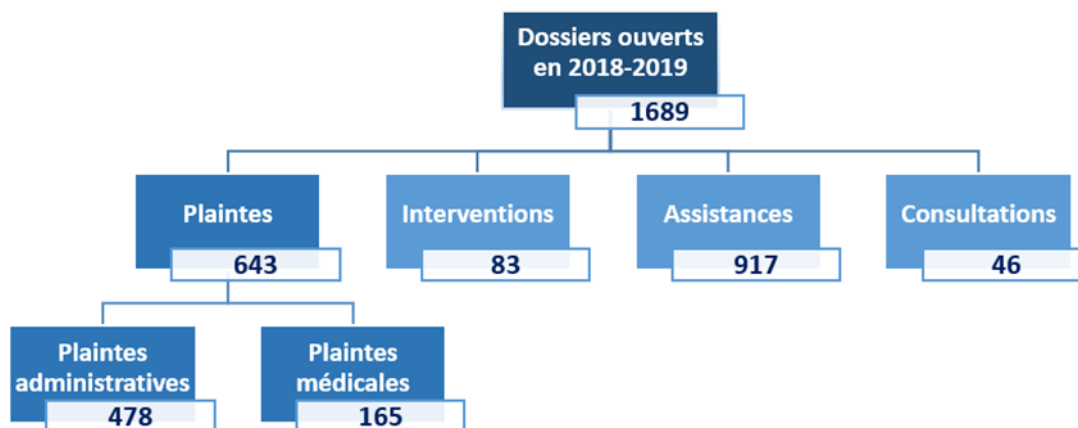 Dossiers ouverts
en 2018-2019
1689
Plaintes
643
Interventions
83
Assistances
917
Consultations
46
Plaintes
administratives
478
Plaintes
médicales
165